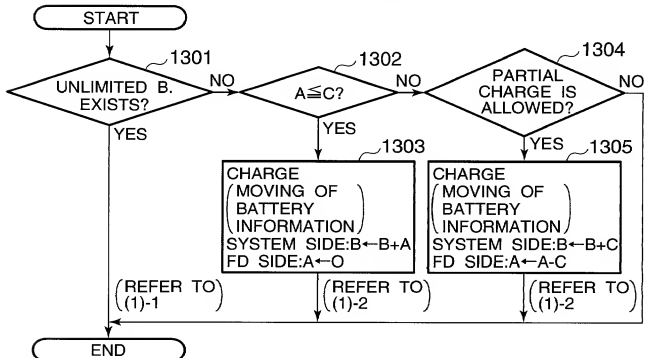 START
1301
UNLIMITED B.
EXISTS?
NO
YES
1302
A≦C?
NO
YES
1304
PARTIAL
CHARGE IS
ALLOWED?
NO
YES
1303
CHARGE
(MOVING OF
BATTERY
INFORMATION)
SYSTEM SIDE:B←B+A
FD SIDE:A←O
1305
CHARGE
(MOVING OF
BATTERY
INFORMATION)
SYSTEM SIDE:B←B+C
FD SIDE:A←A-C
(REFER TO
(1)-1)
(REFER TO
(1)-2)
(REFER TO
(1)-2)
END